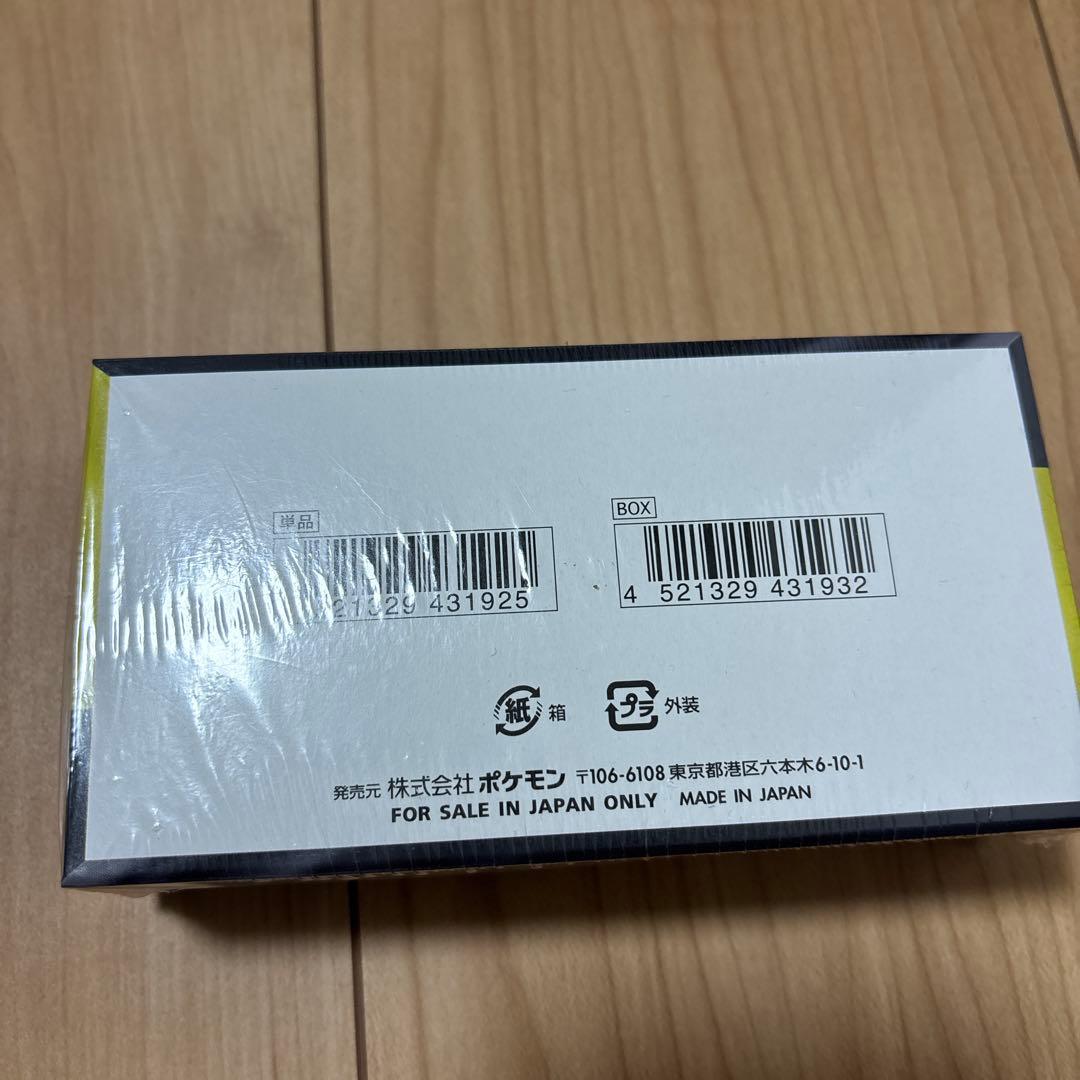 単品
BOX
21329 431925
4 521329 431932
紙 箱
プラ 外装
発売元 株式会社 ポケモン 〒106-6108 東京都港区六本木6-10-1
FOR SALE IN JAPAN ONLY MADE IN JAPAN